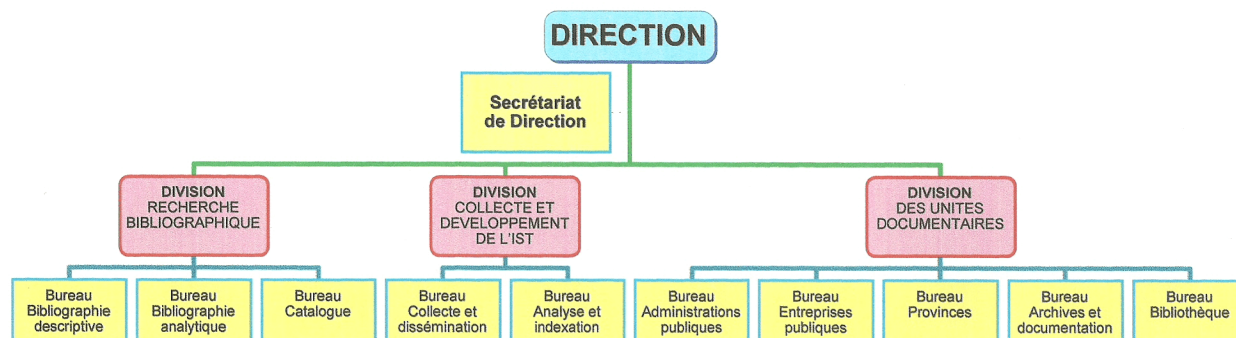 DIRECTION
Secrétariat
de Direction
DIVISION
RECHERCHE
BIBLIOGRAPHIQUE
DIVISION
COLLECTE ET
DEVELOPPEMENT
DE L'IST
DIVISION
DES UNITES
DOCUMENTAIRES
Bureau
Bibliographie
descriptive
Bureau
Bibliographie
analytique
Bureau
Catalogue
Bureau
Collecte et
dissémination
Bureau
Analyse et
indexation
Bureau
Administrations
publiques
Bureau
Entreprises
publiques
Bureau
Provinces
Bureau
Archives et
documentation
Bureau
Bibliothèque